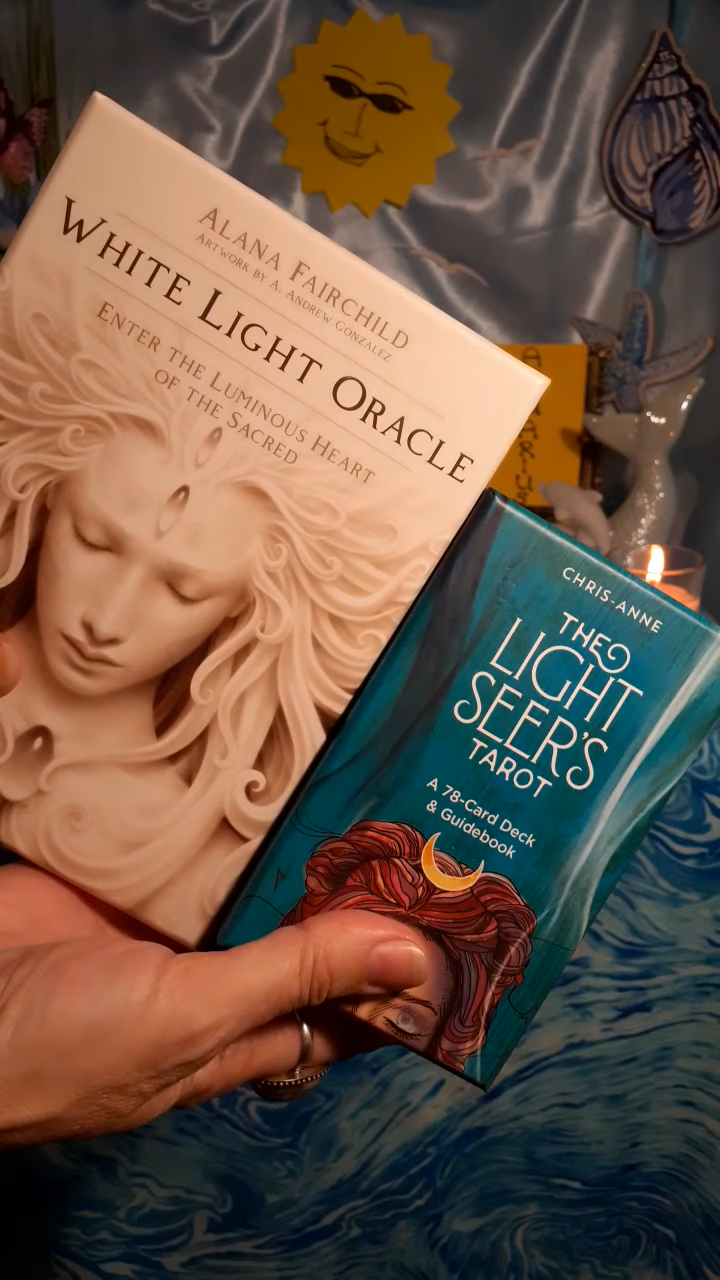 ALANA FAIRCHILD
ARTWORK BY A. ANDREW GONZALEZ
WHITE LIGHT ORACLE
ENTER THE LUMINOUS HEART
OF THE SACRED
AQUARIUS
CHRIS-ANNE
THE
LIGHT
SEER'S
TAROT
A 78-Card Deck
& Guidebook